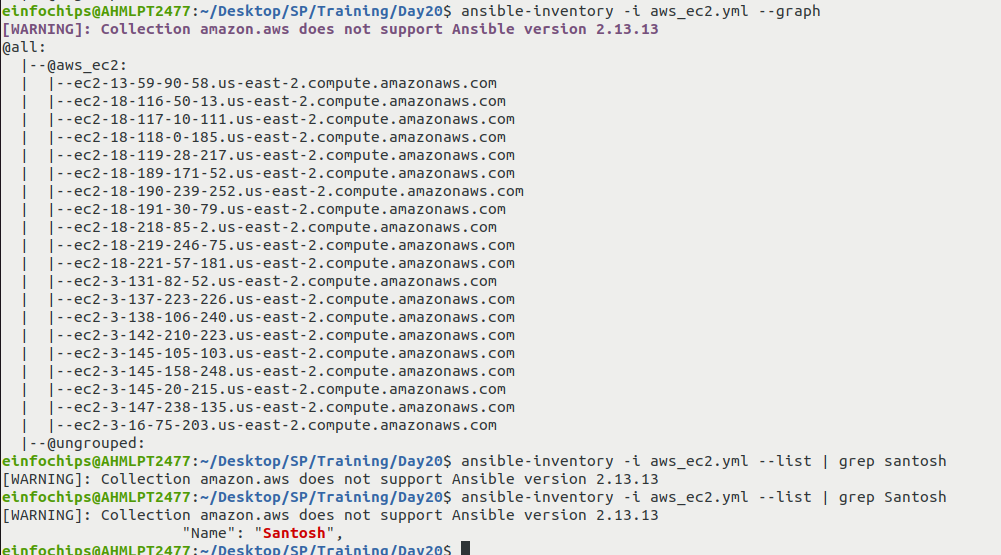 einfochips@AHMLPT2477:~/Desktop/SP/Training/Day20$ ansible-inventory -i aws_ec2.yml --graph
[WARNING]: Collection amazon.aws does not support Ansible version 2.13.13
@all:
  |--@aws_ec2:
  |  |--ec2-13-59-90-58.us-east-2.compute.amazonaws.com
  |  |--ec2-18-116-50-13.us-east-2.compute.amazonaws.com
  |  |--ec2-18-117-10-111.us-east-2.compute.amazonaws.com
  |  |--ec2-18-118-0-185.us-east-2.compute.amazonaws.com
  |  |--ec2-18-119-28-217.us-east-2.compute.amazonaws.com
  |  |--ec2-18-189-171-52.us-east-2.compute.amazonaws.com
  |  |--ec2-18-190-239-252.us-east-2.compute.amazonaws.com
  |  |--ec2-18-191-30-79.us-east-2.compute.amazonaws.com
  |  |--ec2-18-218-85-2.us-east-2.compute.amazonaws.com
  |  |--ec2-18-219-246-75.us-east-2.compute.amazonaws.com
  |  |--ec2-18-221-57-181.us-east-2.compute.amazonaws.com
  |  |--ec2-3-131-82-52.us-east-2.compute.amazonaws.com
  |  |--ec2-3-137-223-226.us-east-2.compute.amazonaws.com
  |  |--ec2-3-138-106-240.us-east-2.compute.amazonaws.com
  |  |--ec2-3-142-210-223.us-east-2.compute.amazonaws.com
  |  |--ec2-3-145-105-103.us-east-2.compute.amazonaws.com
  |  |--ec2-3-145-158-248.us-east-2.compute.amazonaws.com
  |  |--ec2-3-145-20-215.us-east-2.compute.amazonaws.com
  |  |--ec2-3-147-238-135.us-east-2.compute.amazonaws.com
  |  |--ec2-3-16-75-203.us-east-2.compute.amazonaws.com
  |--@ungrouped:
einfochips@AHMLPT2477:~/Desktop/SP/Training/Day20$ ansible-inventory -i aws_ec2.yml --list | grep santosh
[WARNING]: Collection amazon.aws does not support Ansible version 2.13.13
einfochips@AHMLPT2477:~/Desktop/SP/Training/Day20$ ansible-inventory -i aws_ec2.yml --list | grep Santosh
[WARNING]: Collection amazon.aws does not support Ansible version 2.13.13
                    "Name": "Santosh",
einfochips@AHMLPT2477:~/Desktop/SP/Training/Day20$